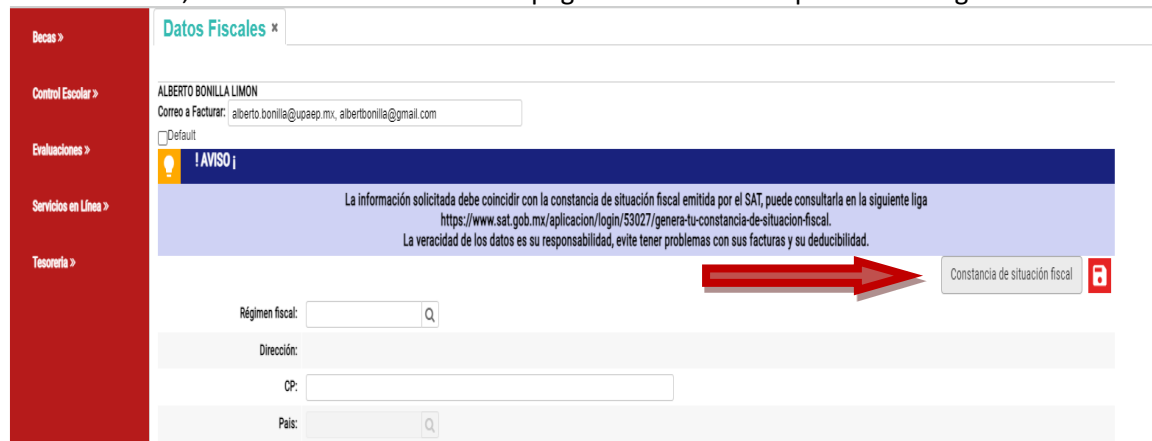 Becas »
Control Escolar »
Evaluaciones »
Servicios en Línea »
Tesorería »
Datos Fiscales ×
ALBERTO BONILLA LIMON
Correo a Facturar: alberto.bonilla@upaep.mx, albertbonilla@gmail.com
Default
! AVISO ¡
La información solicitada debe coincidir con la constancia de situación fiscal emitida por el SAT, puede consultarla en la siguiente liga
https://www.sat.gob.mx/aplicacion/login/53027/genera-tu-constancia-de-situacion-fiscal.
La veracidad de los datos es su responsabilidad, evite tener problemas con sus facturas y su deducibilidad.
Constancia de situación fiscal
Régimen fiscal:
Dirección:
CP:
Pais: